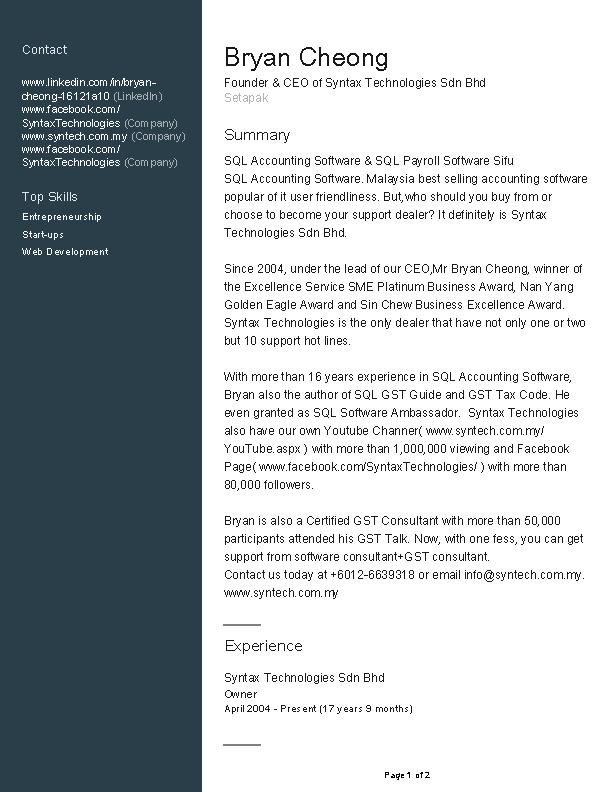 Contact
www.linkedin.com/in/bryan-
cheong-16121a10 (LinkedIn)
www.facebook.com/
SyntaxTechnologies (Company)
www.syntech.com.my (Company)
www.facebook.com/
SyntaxTechnologies (Company)
Top Skills
Entrepreneurship
Start-ups
Web Development
Bryan Cheong
Founder & CEO of Syntax Technologies Sdn Bhd
Setapak
Summary
SQL Accounting Software & SQL Payroll Software Sifu
SQL Accounting Software. Malaysia best selling accounting software
popular of it user friendliness. But,who should you buy from or
choose to become your support dealer? It definitely is Syntax
Technologies Sdn Bhd.
Since 2004, under the lead of our CEO,Mr Bryan Cheong, winner of
the Excellence Service SME Platinum Business Award, Nan Yang
Golden Eagle Award and Sin Chew Business Excellence Award.
Syntax Technologies is the only dealer that have not only one or two
but 10 support hot lines.
With more than 16 years experience in SQL Accounting Software,
Bryan also the author of SQL GST Guide and GST Tax Code. He
even granted as SQL Software Ambassador.  Syntax Technologies
also have our own Youtube Channer( www.syntech.com.my/
YouTube.aspx ) with more than 1,000,000 viewing and Facebook
Page( www.facebook.com/SyntaxTechnologies/ ) with more than
80,000 followers.
Bryan is also a Certified GST Consultant with more than 50,000
participants attended his GST Talk. Now, with one fess, you can get
support from software consultant+GST consultant.
Contact us today at +6012-6639318 or email info@syntech.com.my.
www.syntech.com.my
Experience
Syntax Technologies Sdn Bhd
Owner
April 2004 - Present (17 years 9 months)
Page 1 of 2